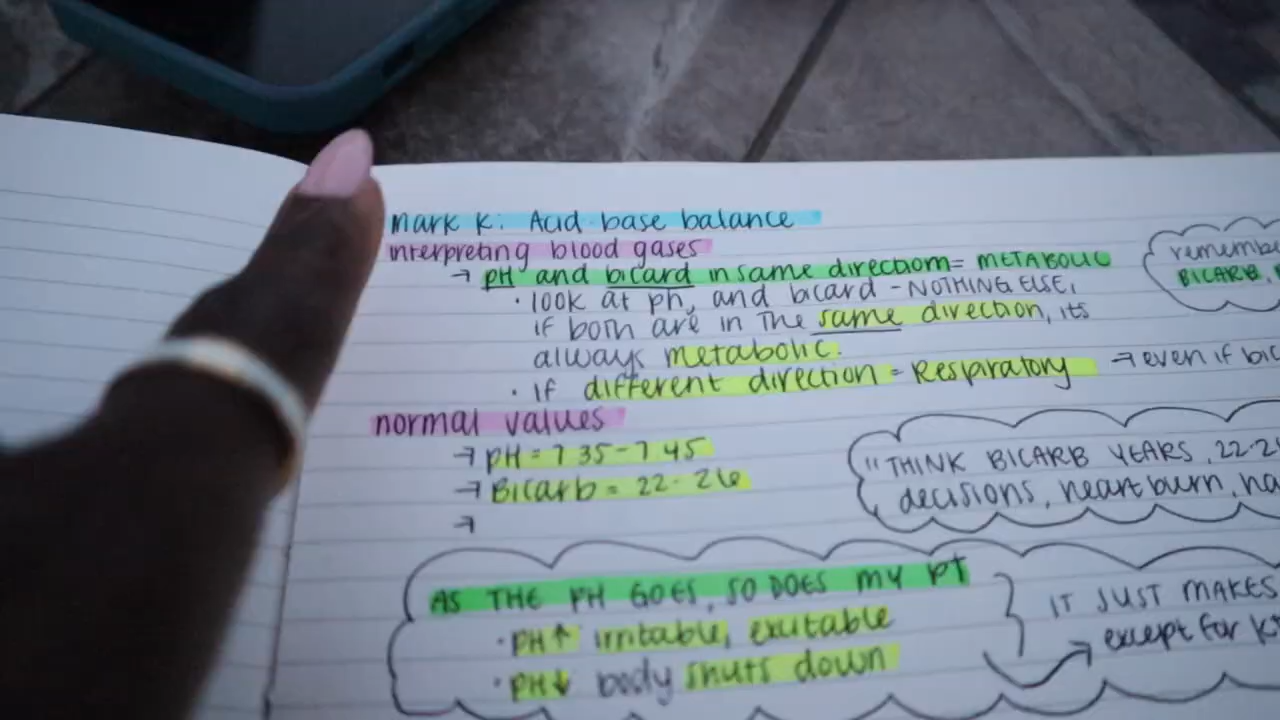 mark k: Acid base balance
interpreting blood gases
→ pH and bicard in same direction = METABOLIC
• look at ph, and bicard - NOTHING ELSE,
if both are in the same direction, its
always metabolic.
• If different direction = Respiratory → even if bic
remembe
BICARB,
normal values
→ pH = 7.35-7.45
→ Bicarb = 22-26
→
"THINK BICARB YEARS, 22-2
decisions, heartburn, ha
AS THE PH GOES, SO DOES MY PT
• PH↑ irritable, exitable
• PH↓ body shuts down
IT JUST MAKES
except for K